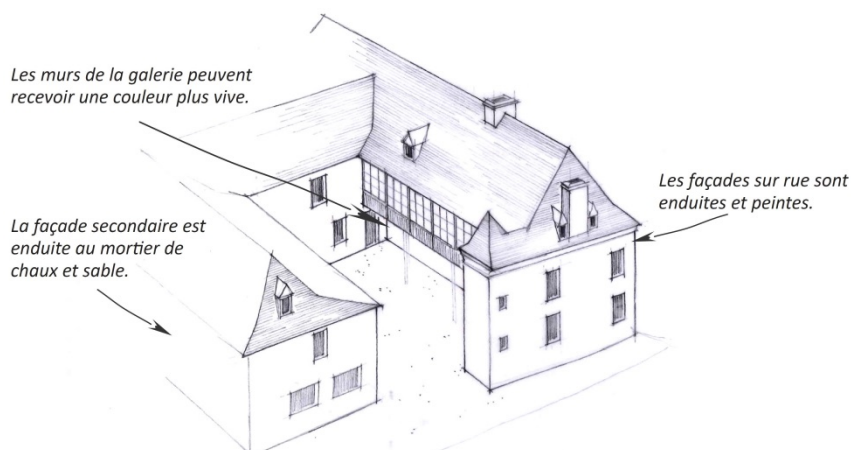 Les murs de la galerie peuvent
recevoir une couleur plus vive.
La façade secondaire est
enduite au mortier de
chaux et sable.
Les façades sur rue sont
enduites et peintes.